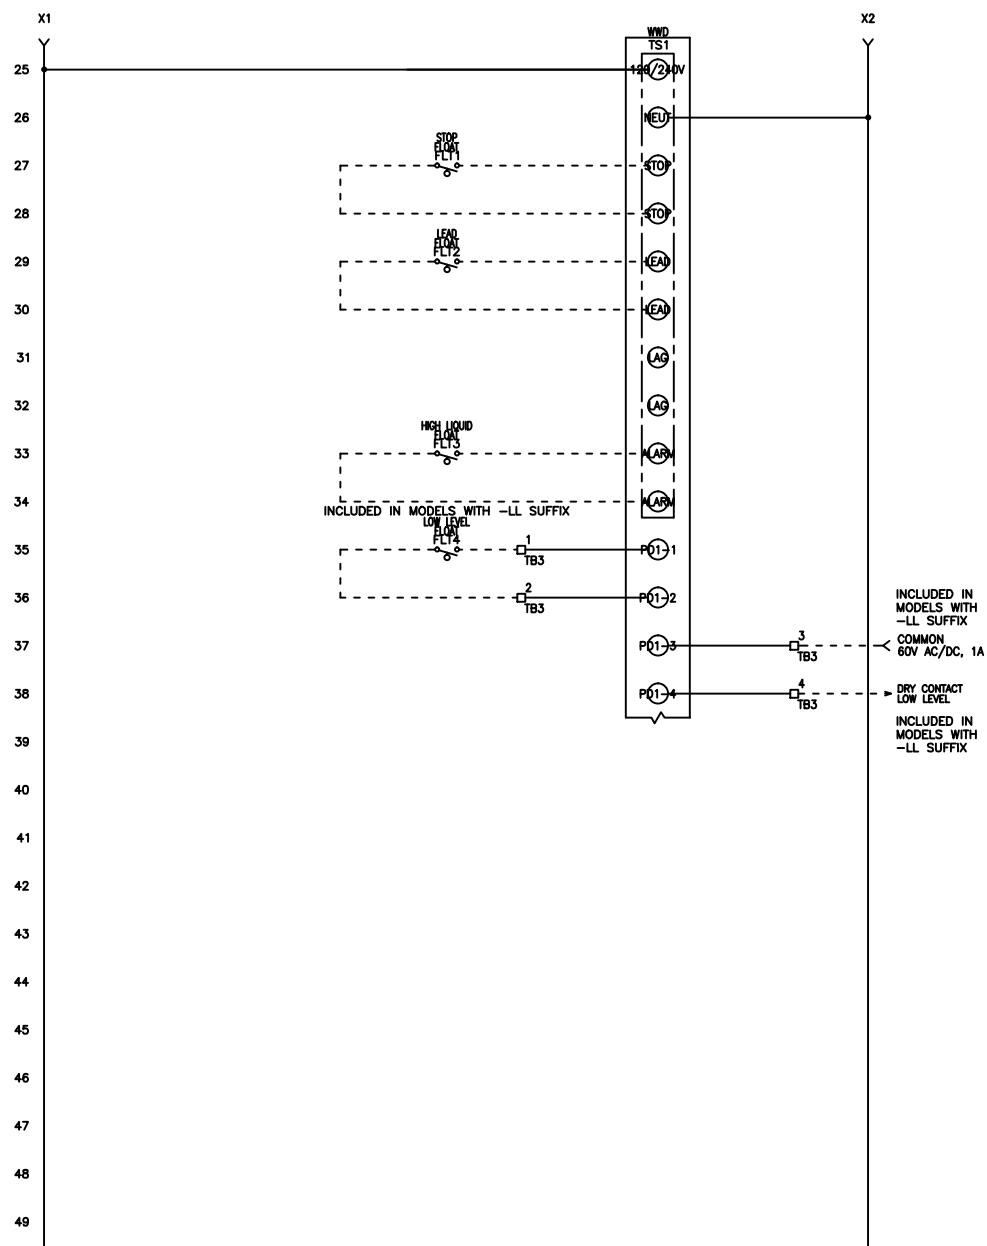 X1
X2
WWD
TS1
25
120/240V
26
NEUT
STOP
FLOAT
FLT1
27
STOP
28
STOP
LEAD
FLOAT
FLT2
29
LEAD
30
LEAD
31
LAG
32
LAG
HIGH LIQUID
FLOAT
FLT3
33
ALARM
34
ALARM
INCLUDED IN MODELS WITH -LL SUFFIX
LOW LEVEL
FLOAT
FLT4
35
1
TB3
PD1-1
36
2
TB3
PD1-2
INCLUDED IN
MODELS WITH
-LL SUFFIX
37
PD1-3
3
TB3
COMMON
60V AC/DC, 1A
38
PD1-4
4
TB3
DRY CONTACT
LOW LEVEL
INCLUDED IN
MODELS WITH
-LL SUFFIX
39
40
41
42
43
44
45
46
47
48
49